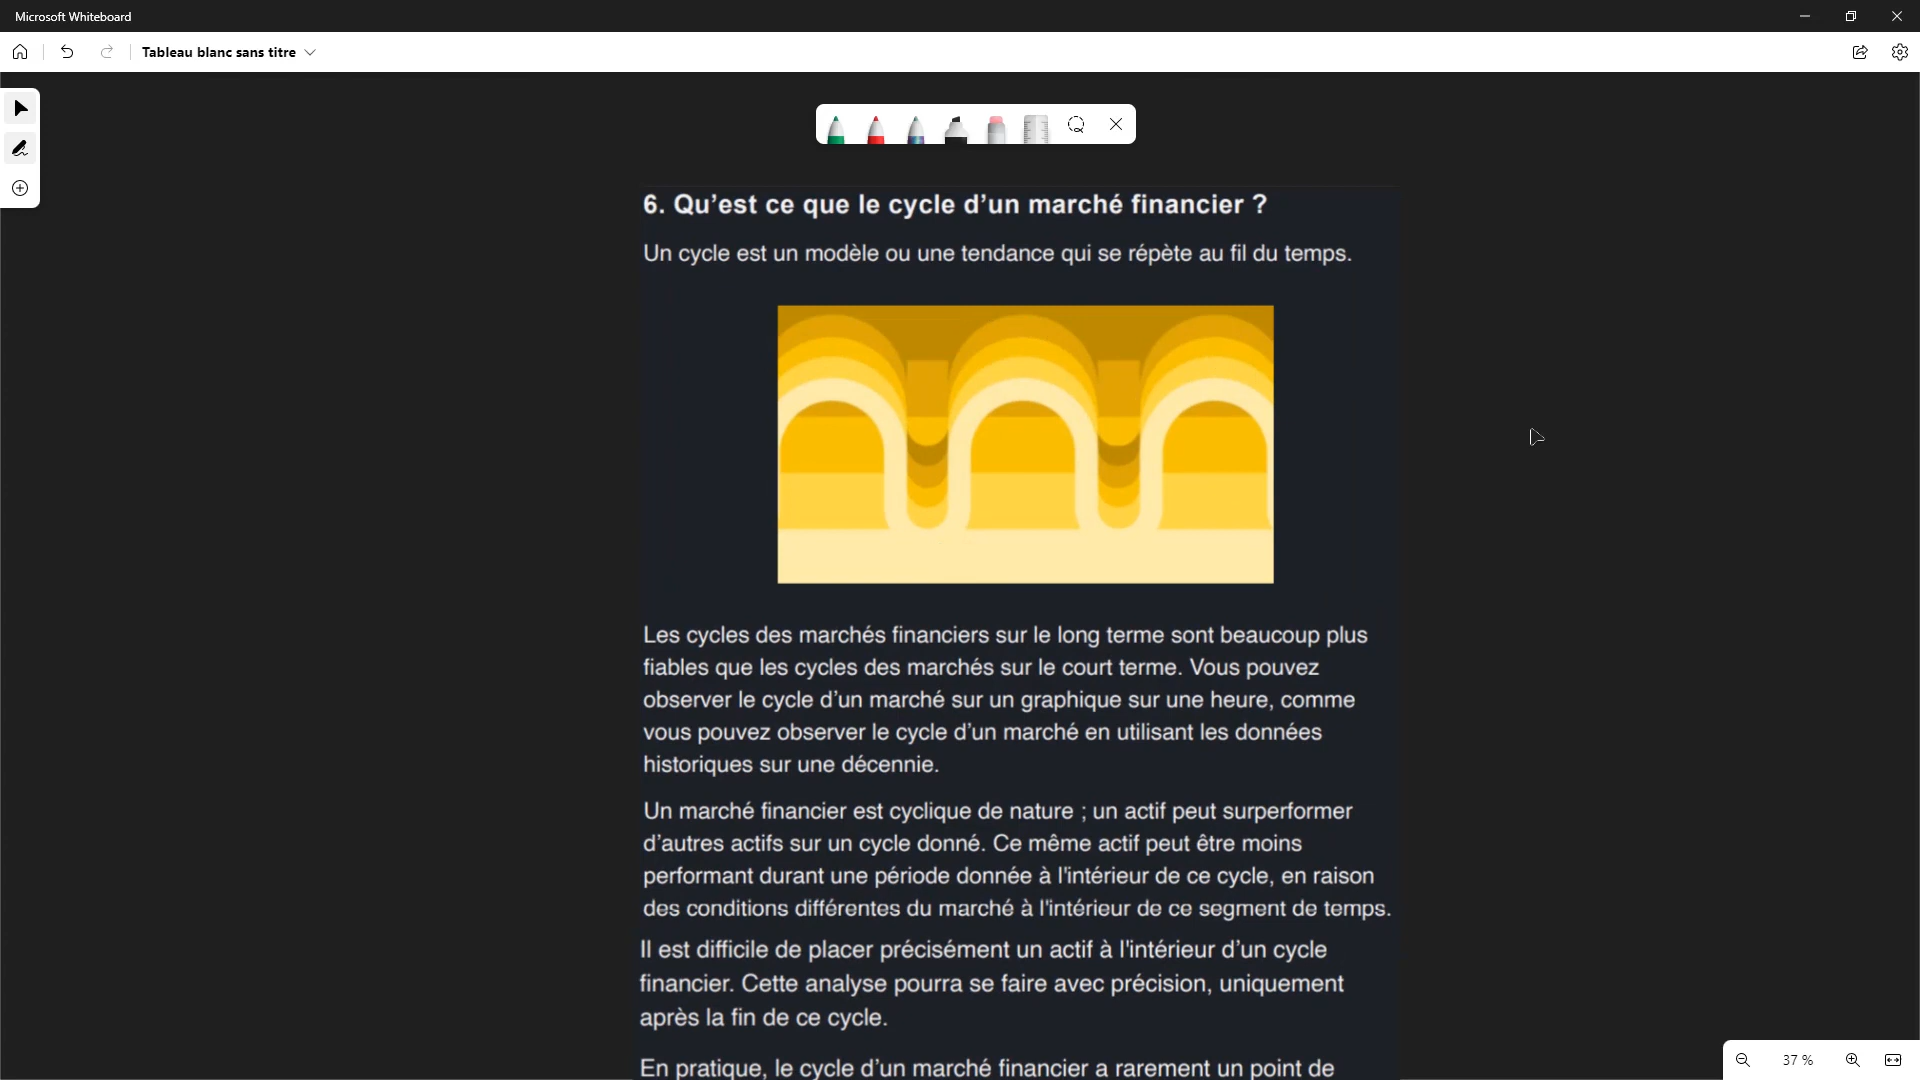 Microsoft Whiteboard
Tableau blanc sans titre
6. Qu’est ce que le cycle d’un marché financier ?
Un cycle est un modèle ou une tendance qui se répète au fil du temps.
Les cycles des marchés financiers sur le long terme sont beaucoup plus
fiables que les cycles des marchés sur le court terme. Vous pouvez
observer le cycle d’un marché sur un graphique sur une heure, comme
vous pouvez observer le cycle d’un marché en utilisant les données
historiques sur une décennie.
Un marché financier est cyclique de nature ; un actif peut surperformer
d’autres actifs sur un cycle donné. Ce même actif peut être moins
performant durant une période donnée à l'intérieur de ce cycle, en raison
des conditions différentes du marché à l'intérieur de ce segment de temps.
Il est difficile de placer précisément un actif à l'intérieur d’un cycle
financier. Cette analyse pourra se faire avec précision, uniquement
après la fin de ce cycle.
En pratique, le cycle d’un marché financier a rarement un point de
37 %